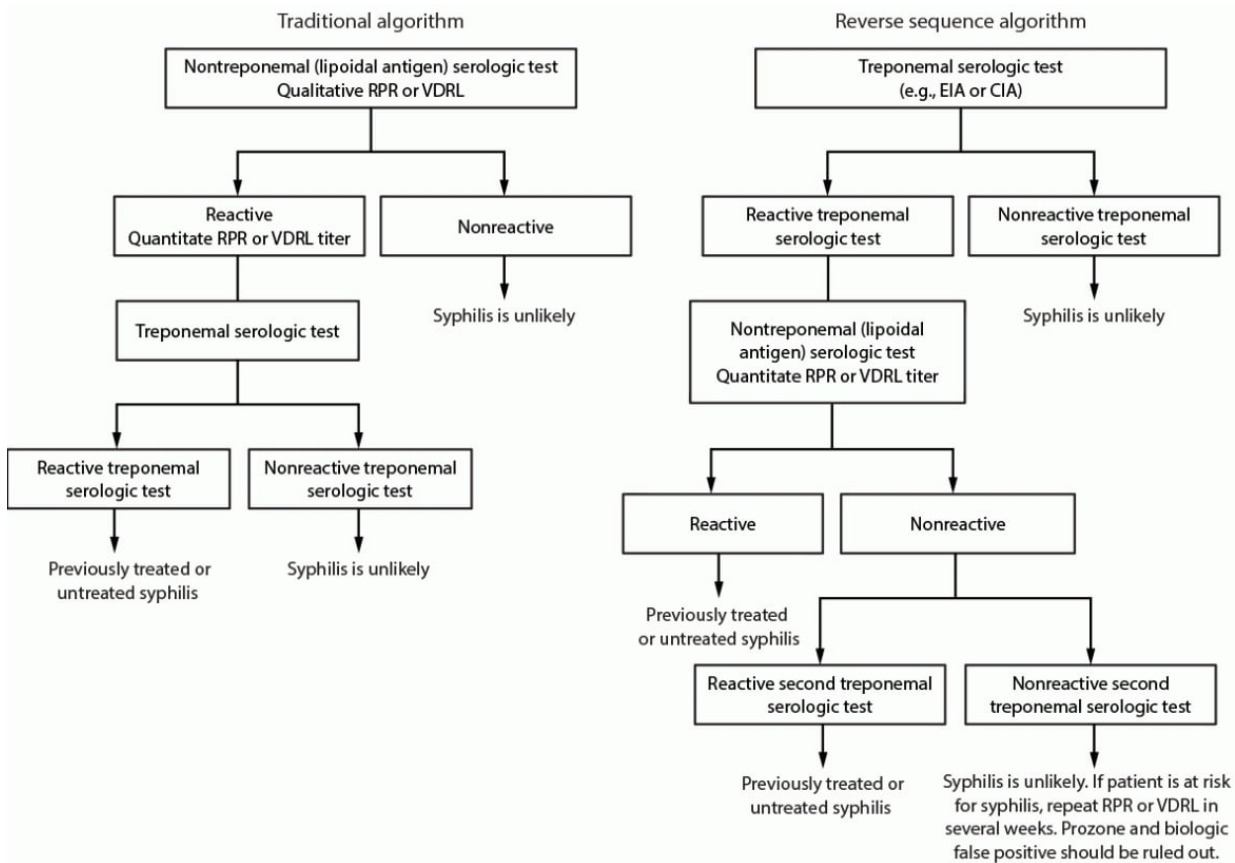 Traditional algorithm
Nontreponemal (lipoidal antigen) serologic test
Qualitative RPR or VDRL
Reactive
Quantitate RPR or VDRL titer
Nonreactive
Treponemal serologic test
Syphilis is unlikely
Reactive treponemal
serologic test
Nonreactive treponemal
serologic test
Previously treated or
untreated syphilis
Syphilis is unlikely
Reverse sequence algorithm
Treponemal serologic test
(e.g., EIA or CIA)
Reactive treponemal
serologic test
Nonreactive treponemal
serologic test
Syphilis is unlikely
Nontreponemal (lipoidal
antigen) serologic test
Quantitate RPR or VDRL titer
Reactive
Nonreactive
Previously treated
or untreated syphilis
Reactive second treponemal
serologic test
Nonreactive second
treponemal serologic test
Previously treated or
untreated syphilis
Syphilis is unlikely. If patient is at risk
for syphilis, repeat RPR or VDRL in
several weeks. Prozone and biologic
false positive should be ruled out.